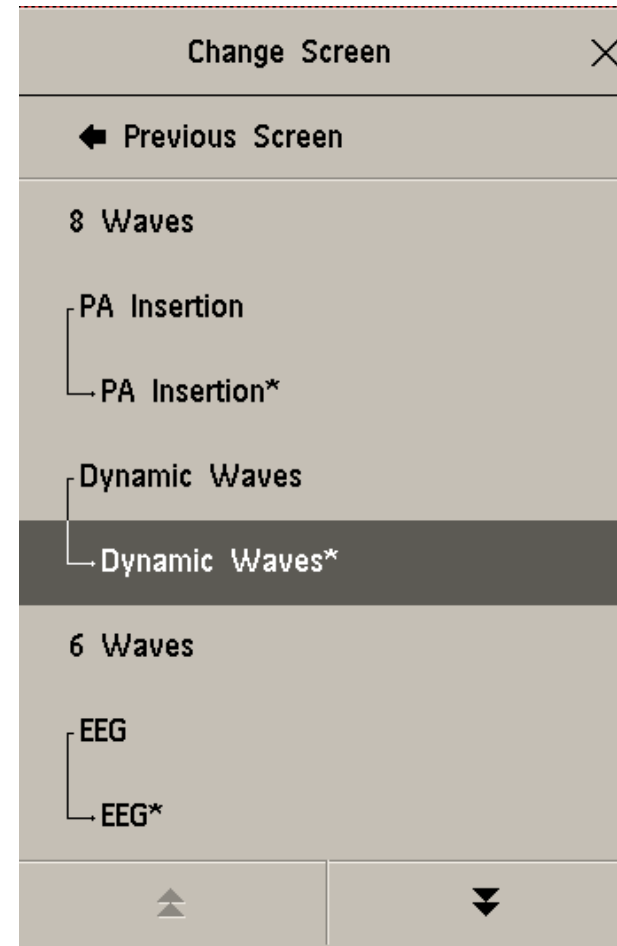 Change Screen
Previous Screen
8 Waves
PA Insertion
PA Insertion*
Dynamic Waves
Dynamic Waves*
6 Waves
EEG
EEG*